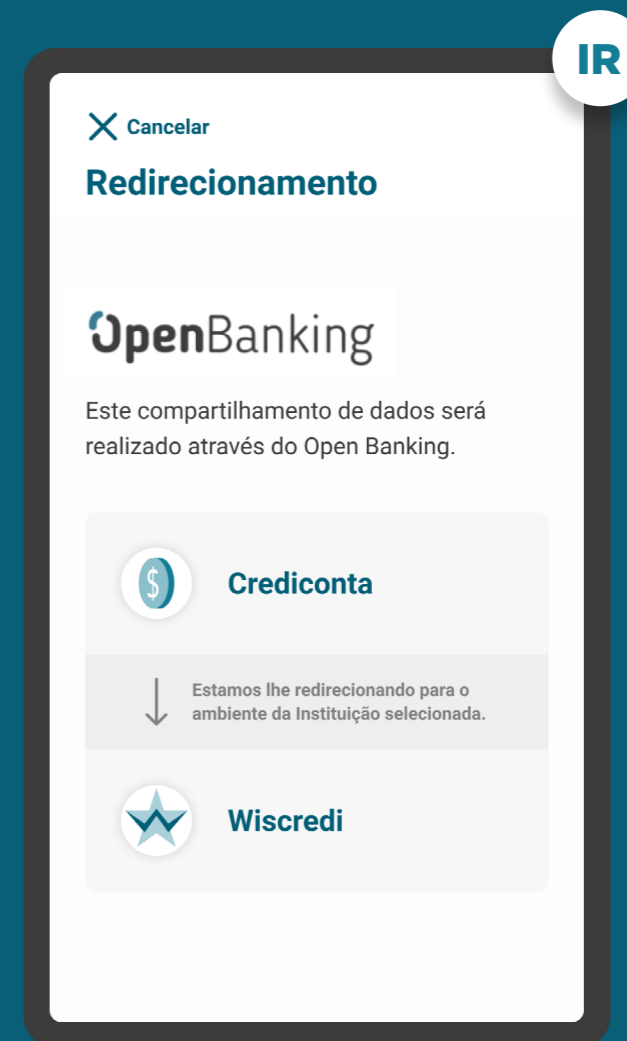 IR
Cancelar
Redirecionamento
OpenBanking
Este compartilhamento de dados será
realizado através do Open Banking.
$
Crediconta
Estamos lhe redirecionando para o
ambiente da Instituição selecionada.
Wiscredi